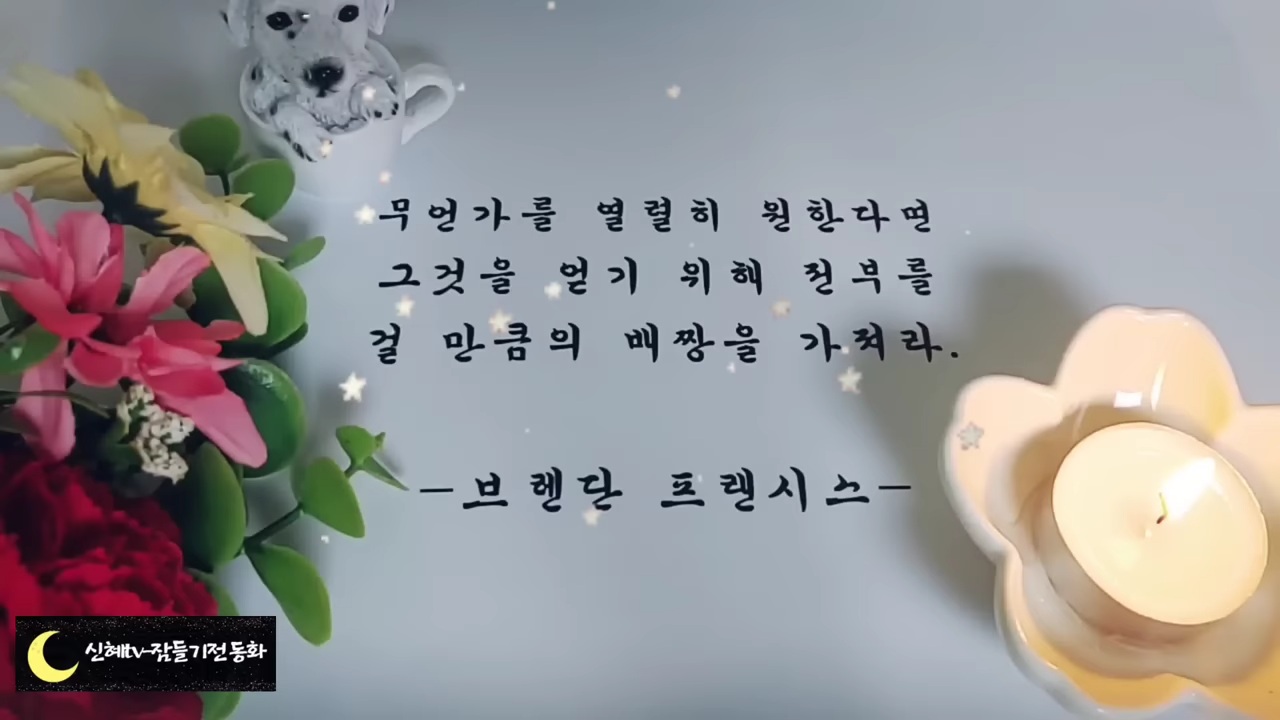 무언가를 열렬히 원한다면
그것을 얻기 위해 전부를
걸 만큼의 배짱을 가져라.
-브렌단 프랜시스-
신혜tv-잠들기전동화